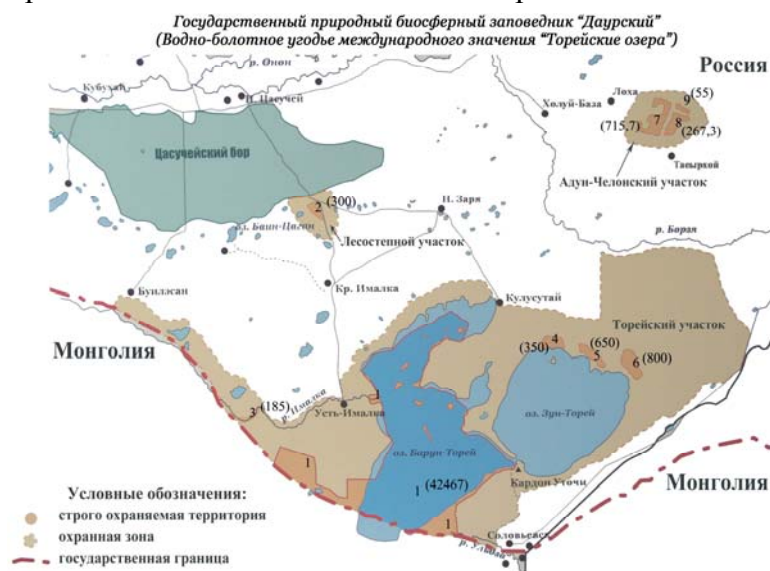 Государственный природный биосферный заповедник “Даурский”
(Водно-болотное угодье международного значения “Торейские озера”)
р. Онон
Кубухай
Н. Цасучей
Россия
Лоха
Холуй-База
9 (55)
(715,7) 7
8 (267,3)
Тасырхой
Адун-Челонский участок
Цасучейский бор
2 (300)
Н. Заря
оз. Баин-Цаган
Лесостепной участок
р. Борзя
Буилэсан
Кр. Ималка
Кулусутай
Торейский участок
Монголия
(350) 4
(650) 5
6 (800)
3 (185)
р. Ималка
Усть-Ималка
1
оз. Зун-Торей
оз. Барун-Торей
1
1 (42467)
Кордон Уточи
Монголия
1
Соловьевск
р. Ульдза
Условные обозначения:
строго охраняемая территория
охранная зона
государственная граница